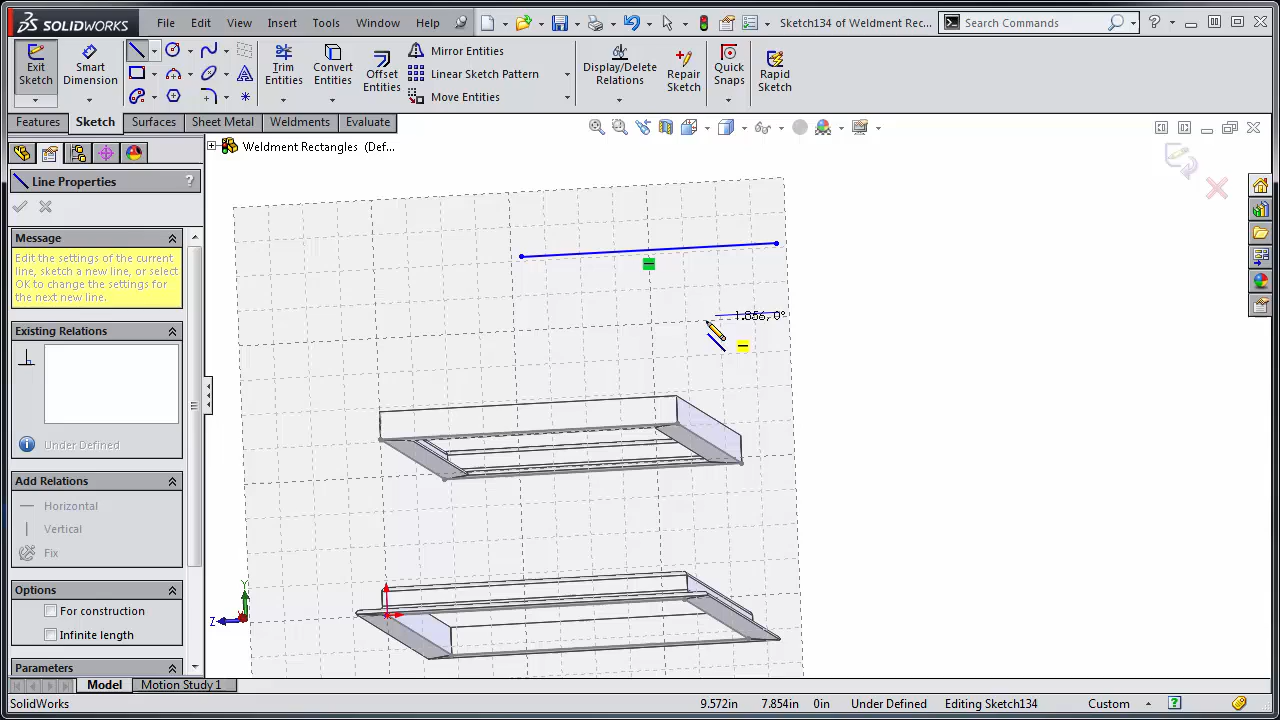 SOLIDWORKS
File
Edit
View
Insert
Tools
Window
Help
Sketch134 of Weldment Rec...
Search Commands
Exit
Sketch
Smart
Dimension
Trim
Entities
Convert
Entities
Offset
Entities
Mirror Entities
Linear Sketch Pattern
Move Entities
Display/Delete
Relations
Repair
Sketch
Quick
Snaps
Rapid
Sketch
Features
Sketch
Surfaces
Sheet Metal
Weldments
Evaluate
Weldment Rectangles (Def...
Line Properties
?
Message
Edit the settings of the current
line, sketch a new line, or select
OK to change the settings for
the next new line.
Existing Relations
Under Defined
Add Relations
Horizontal
Vertical
Fix
Options
For construction
Infinite length
Parameters
1.856, 0°
Y
Z
Model
Motion Study 1
SolidWorks
9.572in
7.854in
0in
Under Defined
Editing Sketch134
Custom